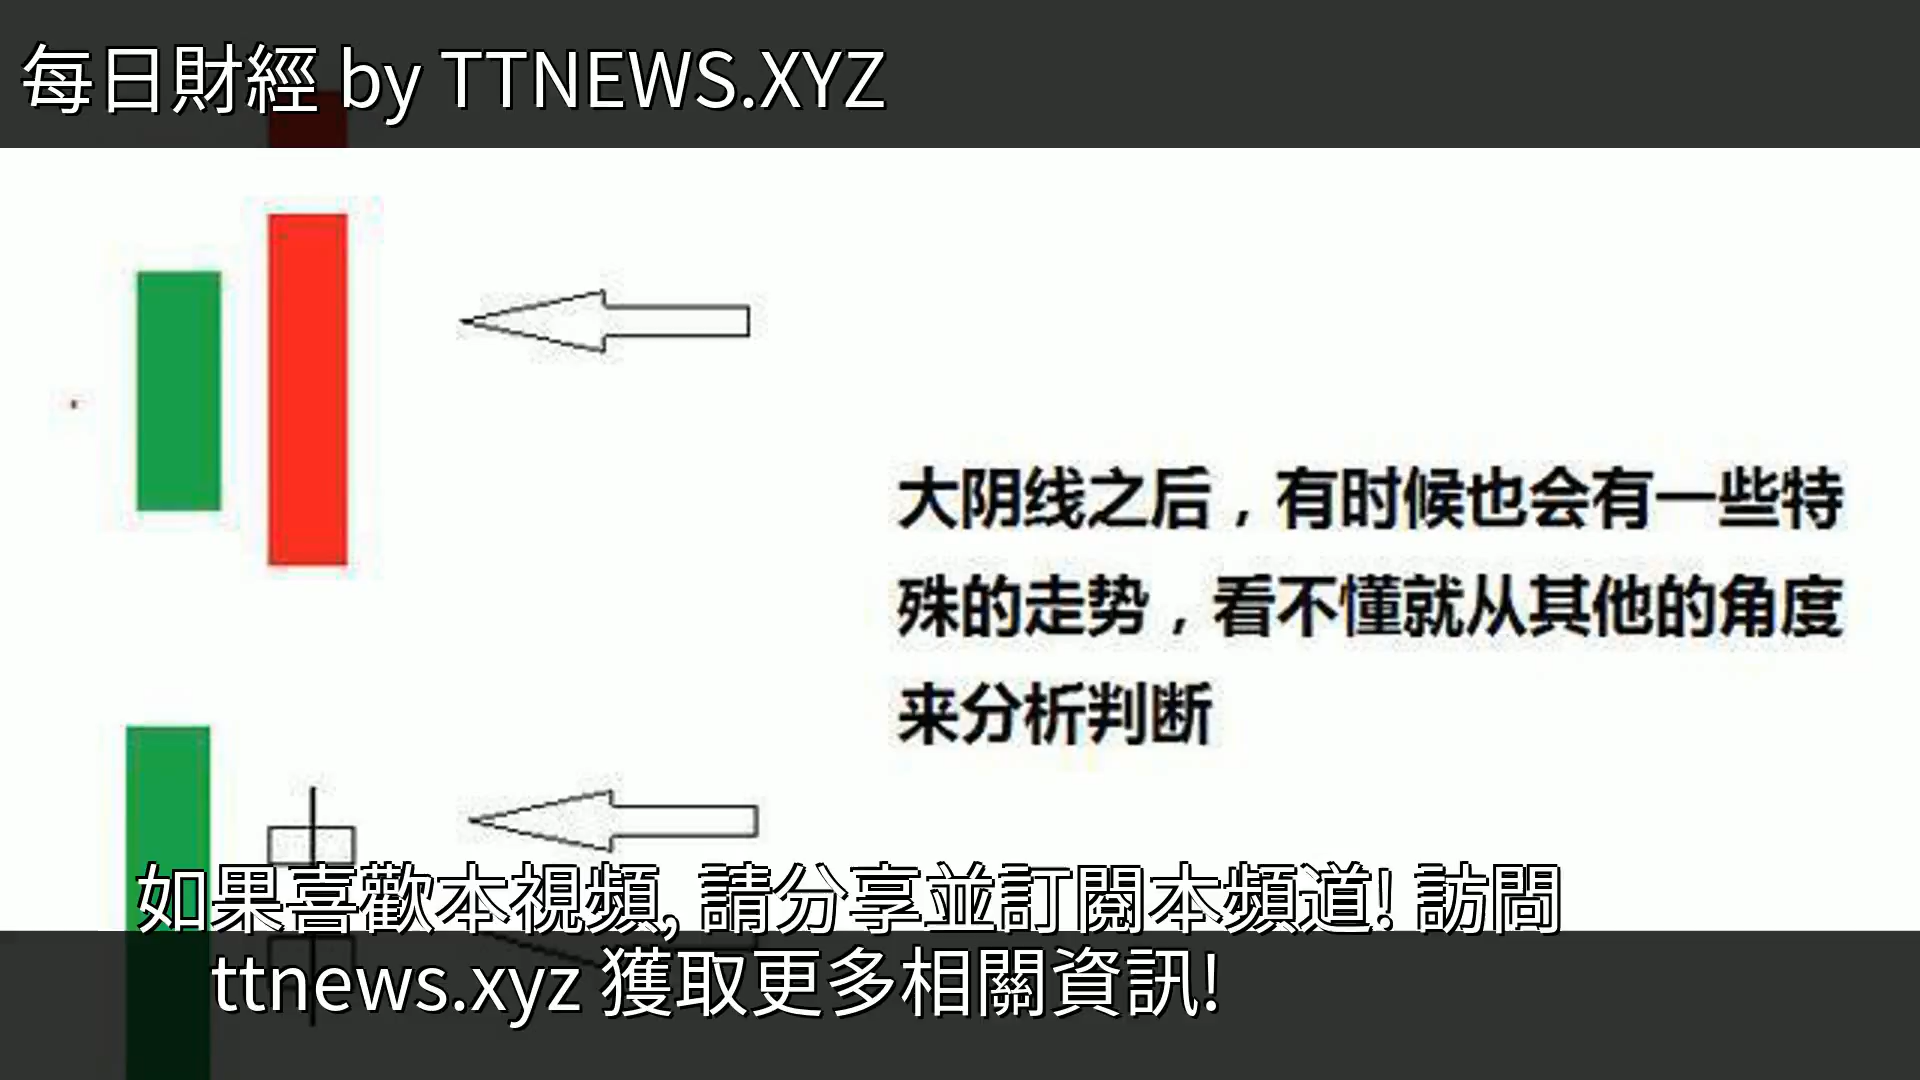 每日財經 by TTNEWS.XYZ
大阴线之后，有时候也会有一些特
殊的走势，看不懂就从其他的角度
来分析判断
如果喜歡本視頻, 請分享並訂閱本頻道! 訪問
ttnews.xyz 獲取更多相關資訊!